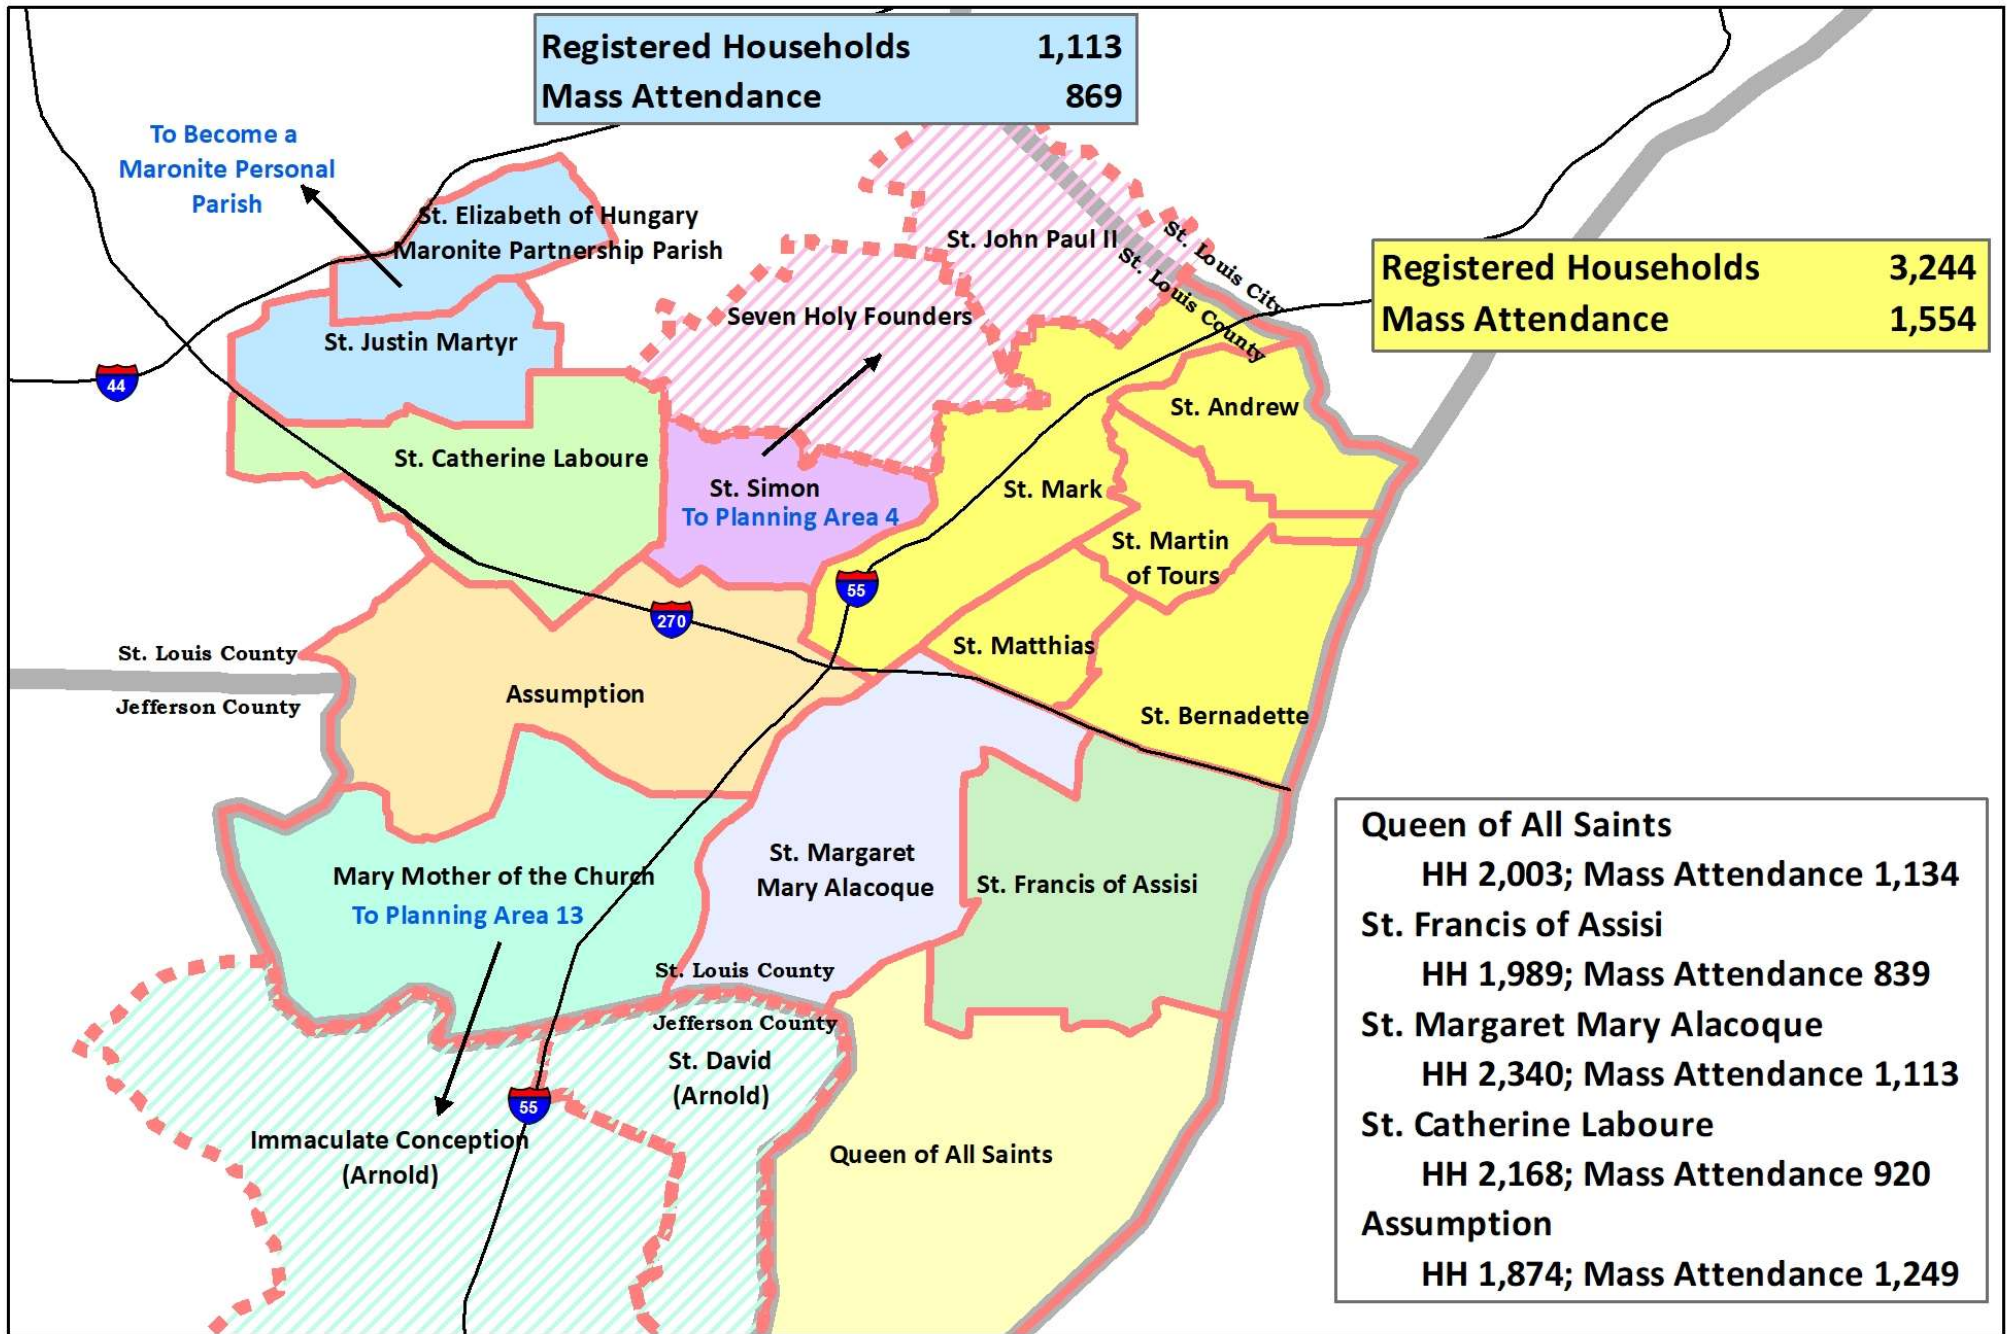 Registered Households 1,113
Mass Attendance 869
To Become a
Maronite Personal
Parish
St. Elizabeth of Hungary
Maronite Partnership Parish
St. John Paul II
St. Louis City
St. Louis County
Registered Households 3,244
Mass Attendance 1,554
Seven Holy Founders
St. Justin Martyr
44
St. Andrew
St. Catherine Laboure
St. Simon
To Planning Area 4
St. Mark
St. Martin
of Tours
55
270
St. Matthias
St. Louis County
Jefferson County
Assumption
St. Bernadette
St. Margaret
Mary Alacoque
Mary Mother of the Church
To Planning Area 13
St. Francis of Assisi
St. Louis County
Jefferson County
St. David
(Arnold)
55
Immaculate Conception
(Arnold)
Queen of All Saints
Queen of All Saints
HH 2,003; Mass Attendance 1,134
St. Francis of Assisi
HH 1,989; Mass Attendance 839
St. Margaret Mary Alacoque
HH 2,340; Mass Attendance 1,113
St. Catherine Laboure
HH 2,168; Mass Attendance 920
Assumption
HH 1,874; Mass Attendance 1,249